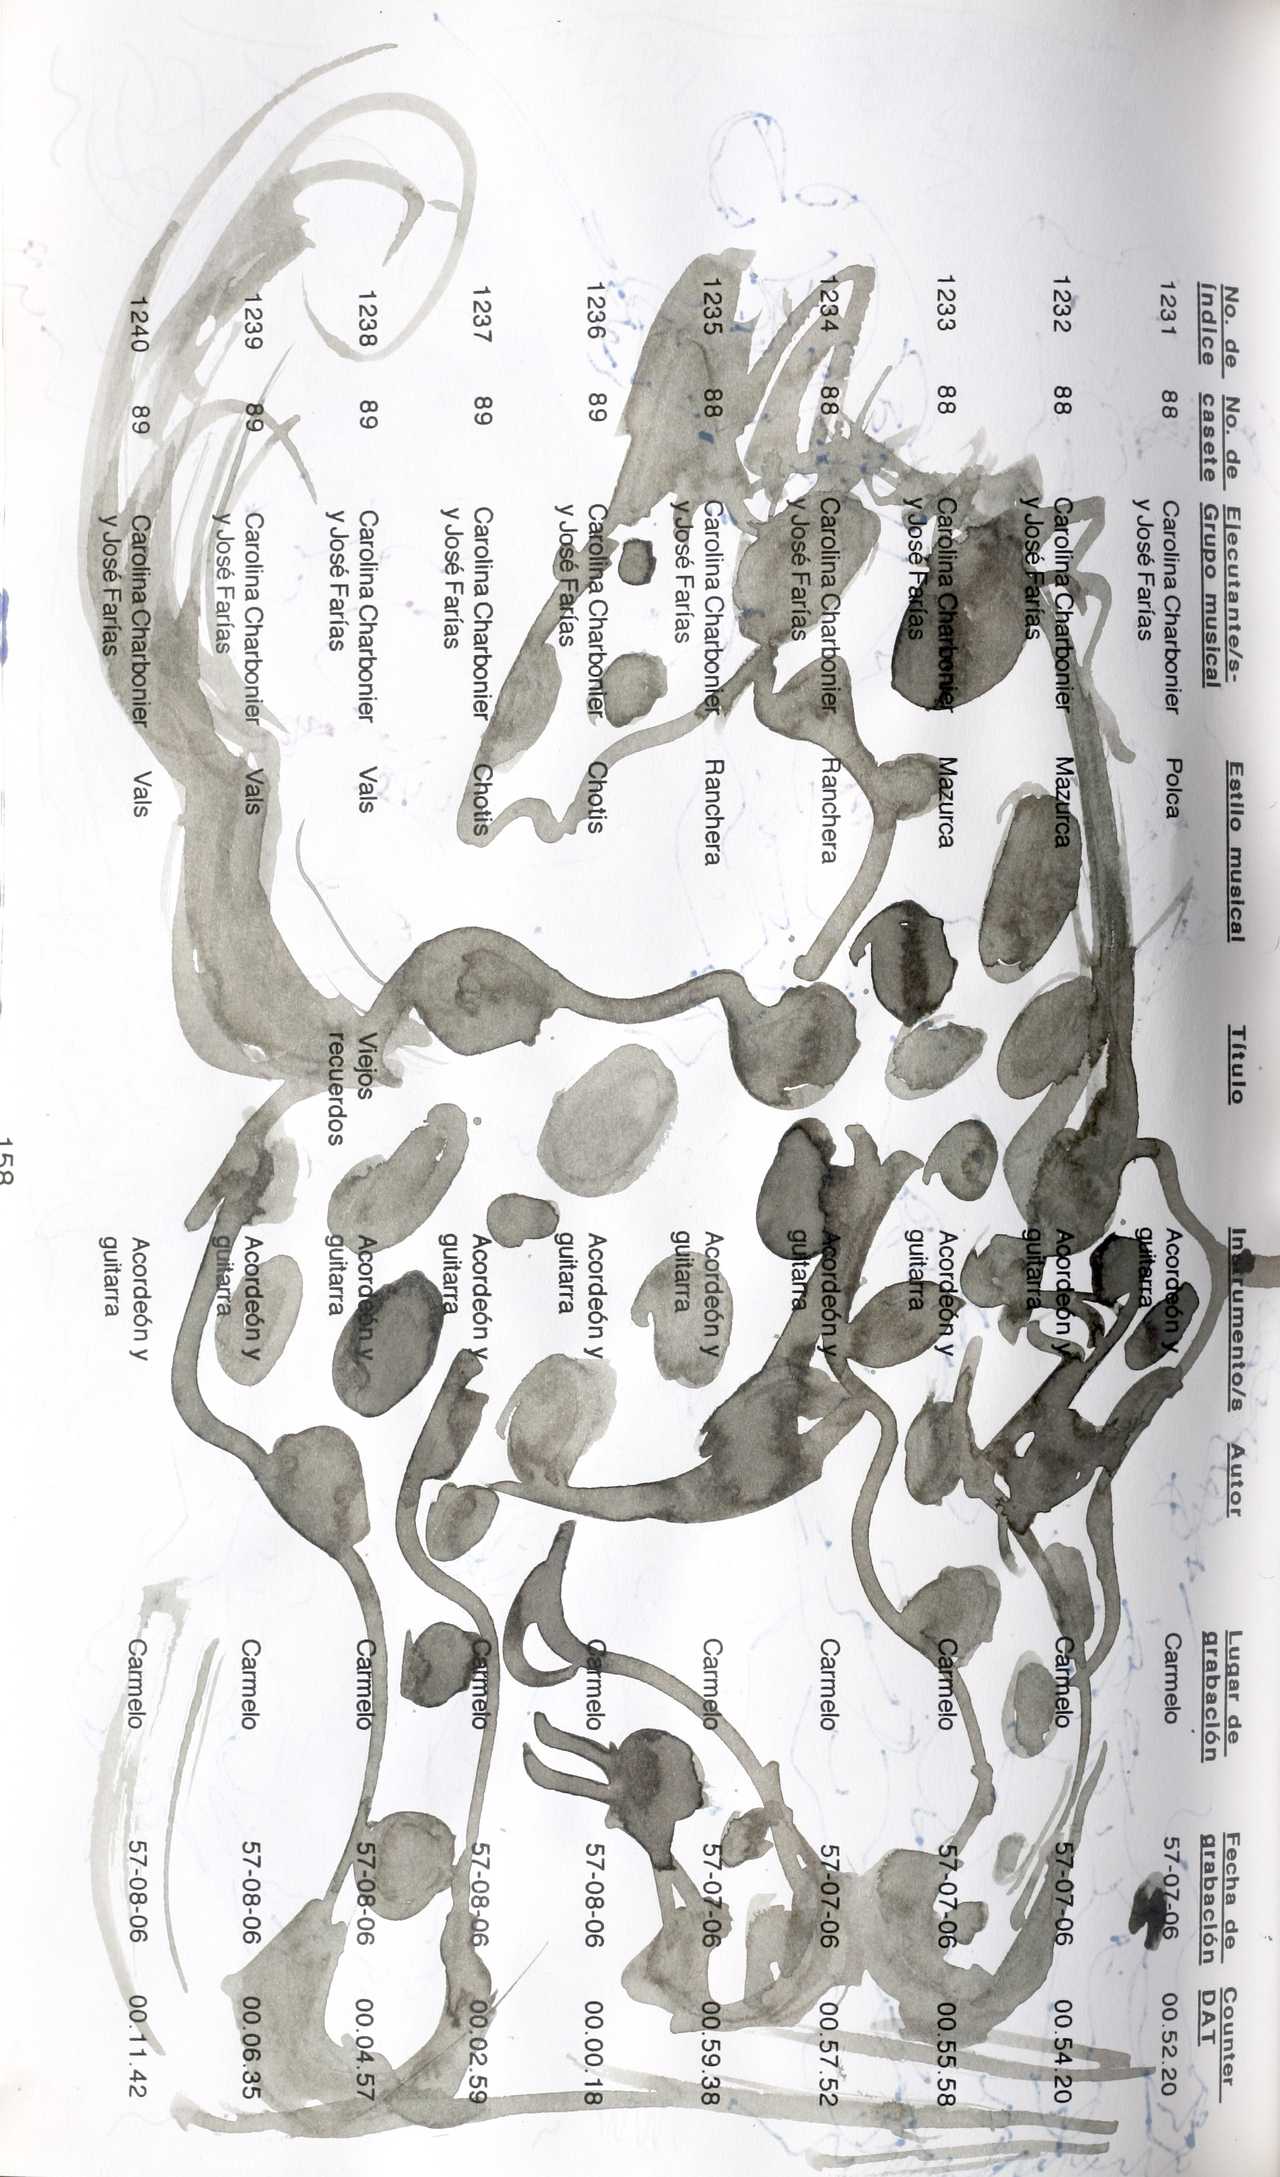 No. de No. de Ejecutante/s- Estilo musical Título Instrumento/s Autor Lugar de Fecha de Counter
índice casete Grupo musical grabación grabación DAT
1231 88 Carolina Charbonier Polca Acordeón y Carmelo 57-07-06 00.52.20
y José Farías guitarra
1232 88 Carolina Charbonier Mazurca Acordeón y Carmelo 57-07-06 00.54.20
y José Farías guitarra
1233 88 Carolina Charbonier Mazurca Acordeón y Carmelo 57-07-06 00.55.58
y José Farías guitarra
1234 88 Carolina Charbonier Ranchera Acordeón y Carmelo 57-07-06 00.57.52
y José Farías guitarra
1235 88 Carolina Charbonier Ranchera Acordeón y Carmelo 57-07-06 00.59.38
y José Farías guitarra
1236 89 Carolina Charbonier Chotis Acordeón y Carmelo 57-08-06 00.00.18
y José Farías guitarra
1237 89 Carolina Charbonier Chotis Acordeón y Carmelo 57-08-06 00.02.59
y José Farías guitarra
1238 89 Carolina Charbonier Vals Viejos Acordeón y Carmelo 57-08-06 00.04.57
y José Farías recuerdos guitarra
1239 89 Carolina Charbonier Vals Acordeón y Carmelo 57-08-06 00.06.35
y José Farías guitarra
1240 89 Carolina Charbonier Vals Acordeón y Carmelo 57-08-06 00.11.42
y José Farías guitarra
158